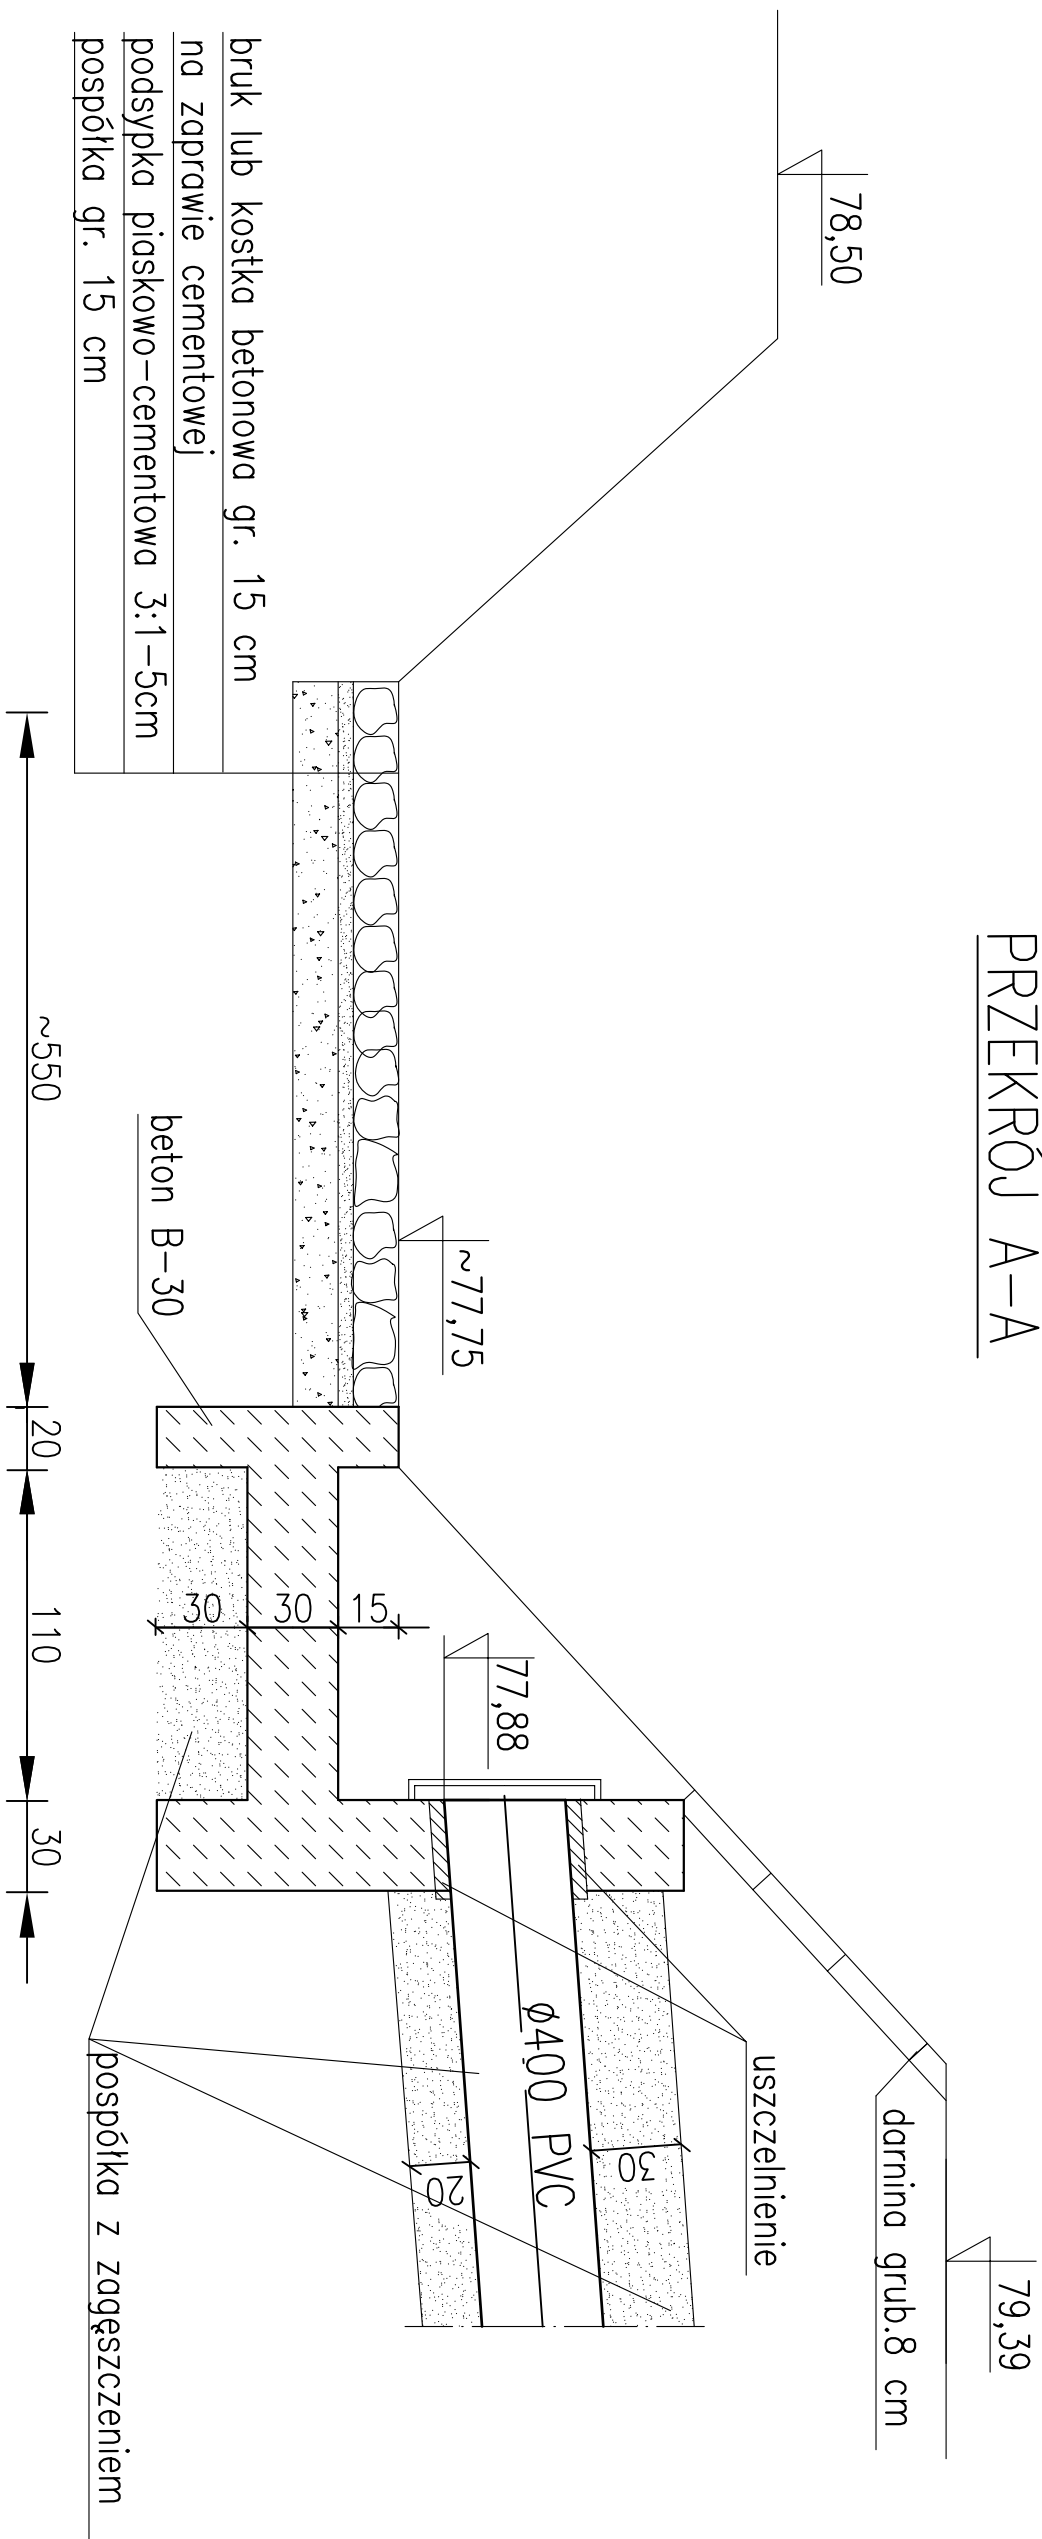 PRZEKRÓJ A-A
78,50
79,39
darnina grub.8 cm
uszczelnienie
~77,75
77,88
Ø400 PVC
30
20
15
30
30
bruk lub kostka betonowa gr. 15 cm
na zaprawie cementowej
podsypka piaskowo-cementowa 3:1-5cm
pospółka gr. 15 cm
beton B-30
pospółka z zagęszczeniem
~550
20
110
30